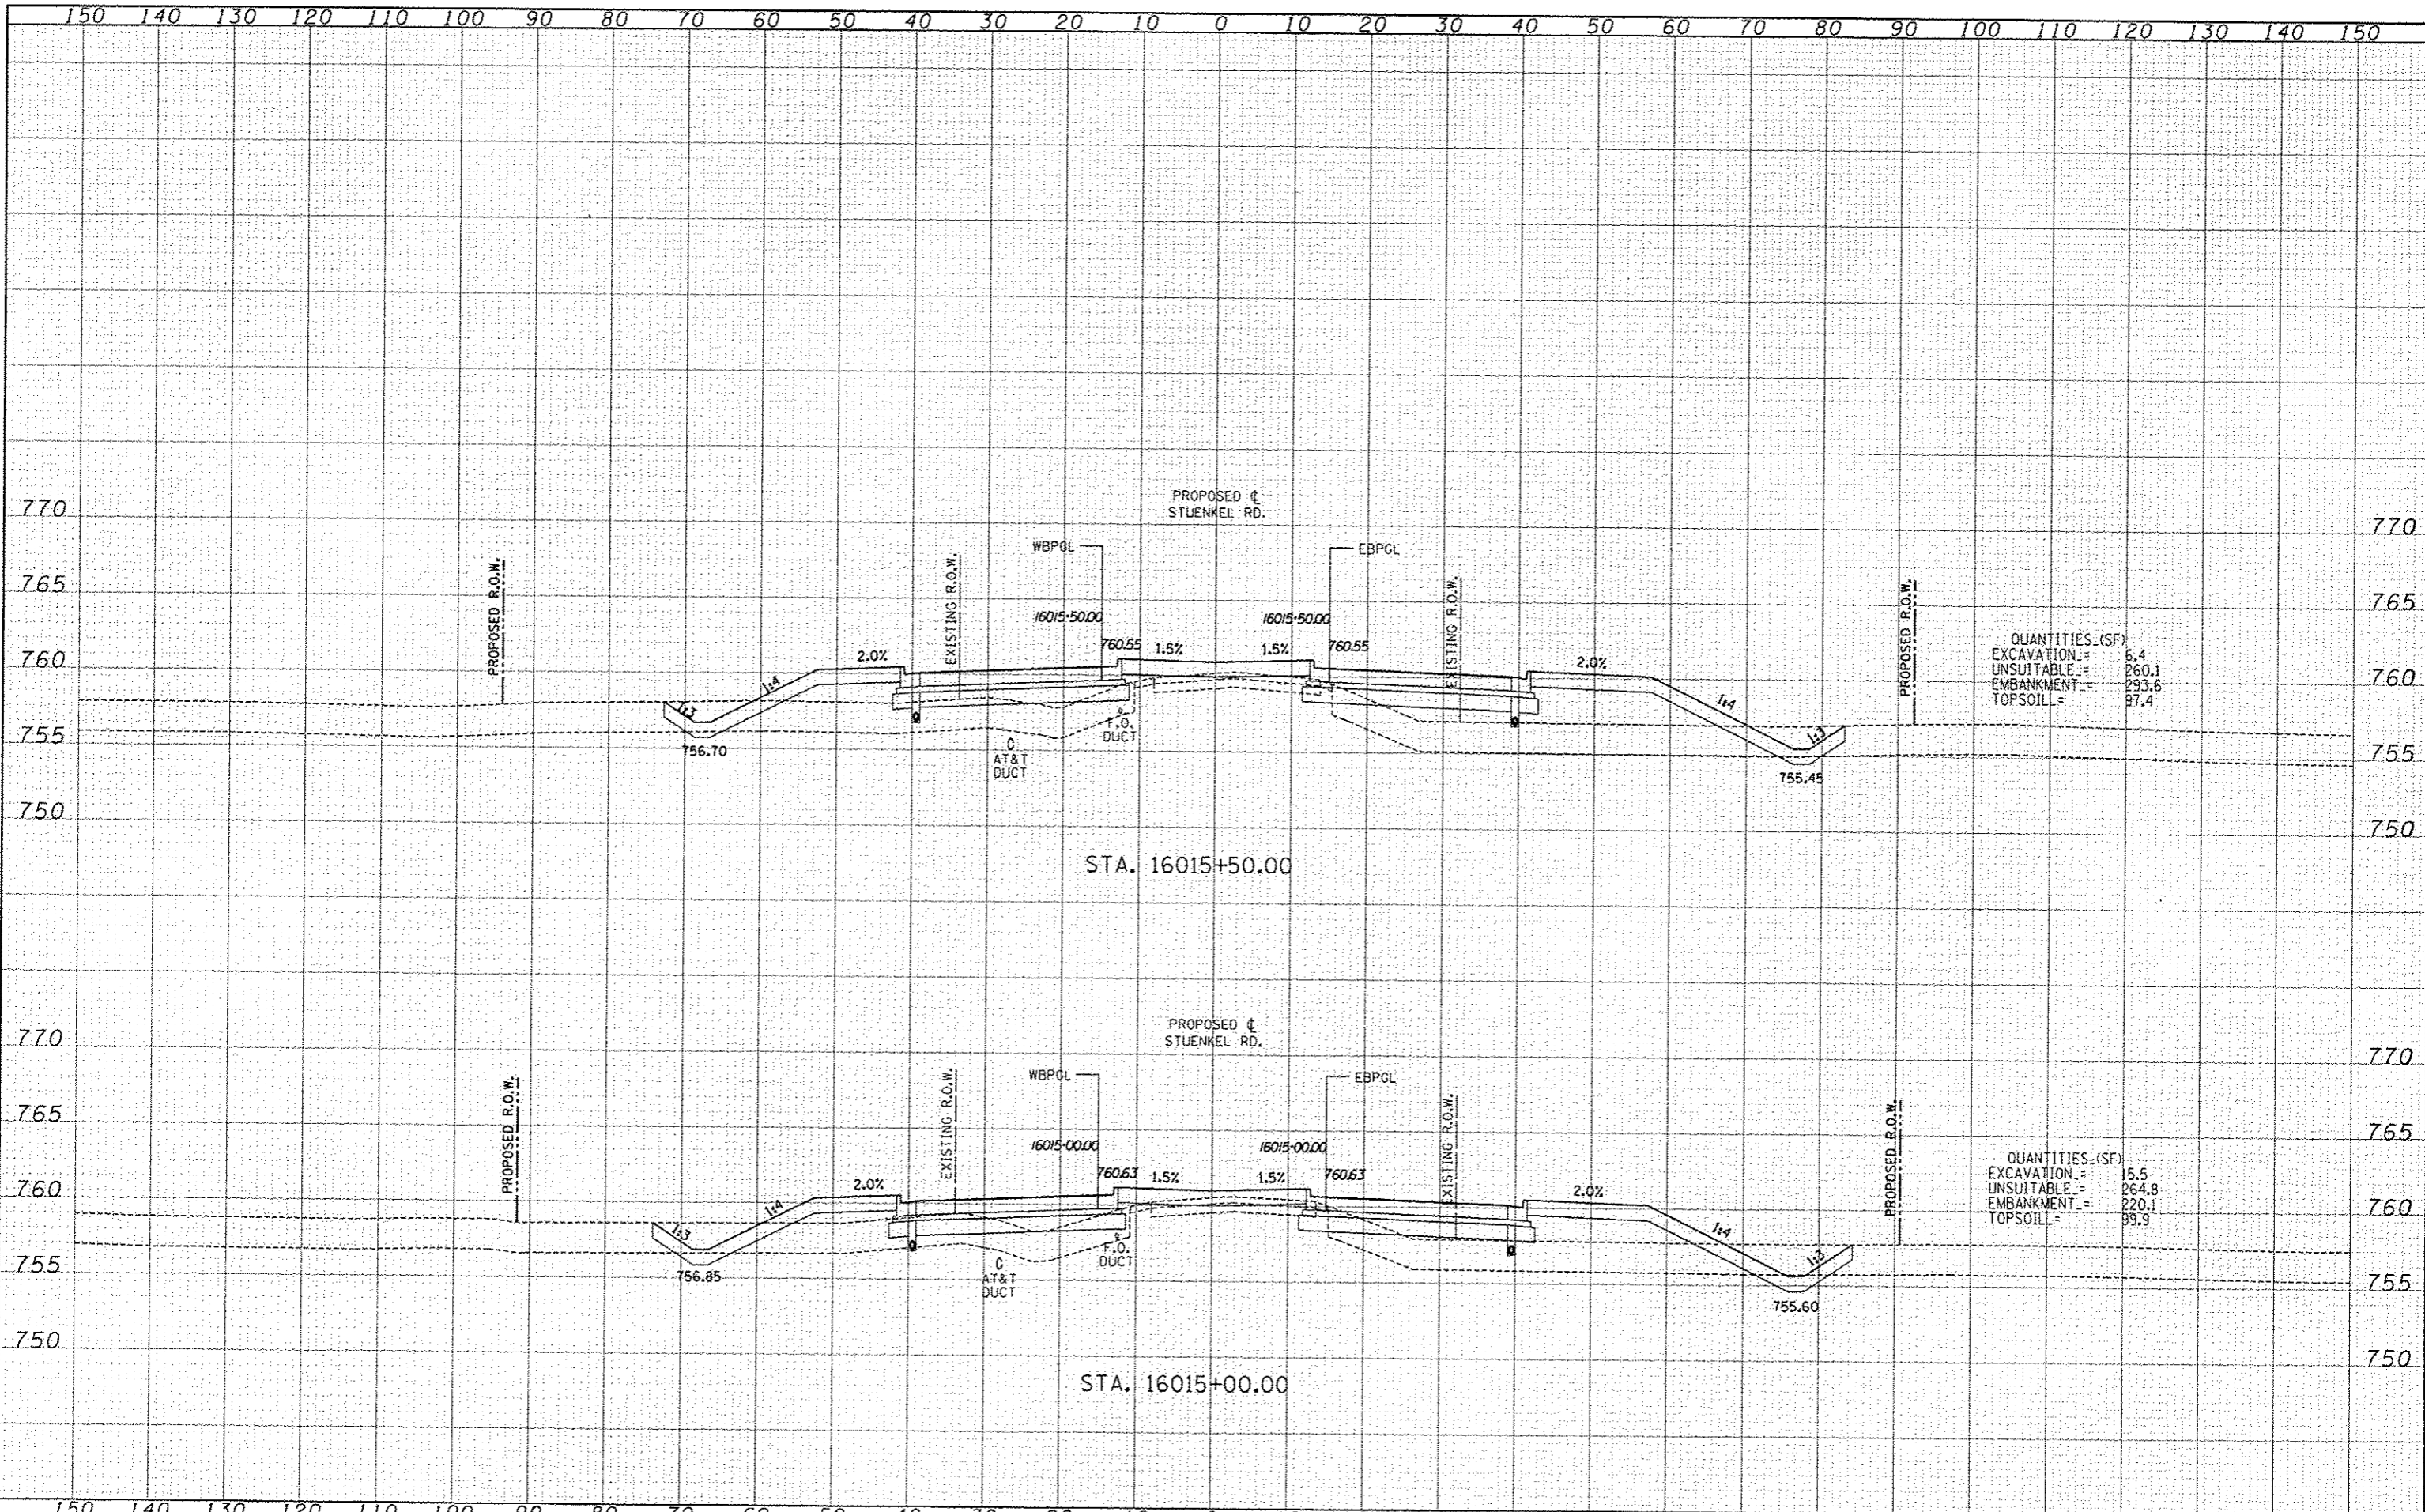 150 140 130 120 110 100 90 80 70 60 50 40 30 20 10 0 10 20 30 40 50 60 70 80 90 100 110 120 130 140 150
PROPOSED ℄
STUENKEL RD.
770 770
WBPGL EBPGL
PROPOSED R.O.W.
EXISTING R.O.W.
EXISTING R.O.W.
PROPOSED R.O.W.
765 765
16015+50.00 16015+50.00
760.55 1.5% 1.5% 760.55
760 2.0% 2.0% 760
QUANTITIES (SF)
EXCAVATION = 6.4
UNSUITABLE = 260.1
EMBANKMENT = 293.6
TOPSOIL = 97.4
1:3 1:4 1:4 1:3
F.O.
DUCT
755 756.70 755
AT&T
DUCT
755.45
750 750
STA. 16015+50.00
PROPOSED ℄
STUENKEL RD.
770 770
WBPGL EBPGL
PROPOSED R.O.W.
EXISTING R.O.W.
EXISTING R.O.W.
PROPOSED R.O.W.
765 765
16015+00.00 16015+00.00
760.63 1.5% 1.5% 760.63
760 2.0% 2.0% 760
QUANTITIES (SF)
EXCAVATION = 15.5
UNSUITABLE = 264.8
EMBANKMENT = 220.1
TOPSOIL = 99.9
1:3 1:4 1:4 1:3
F.O.
DUCT
755 756.85 755
AT&T
DUCT
755.60
750 750
STA. 16015+00.00